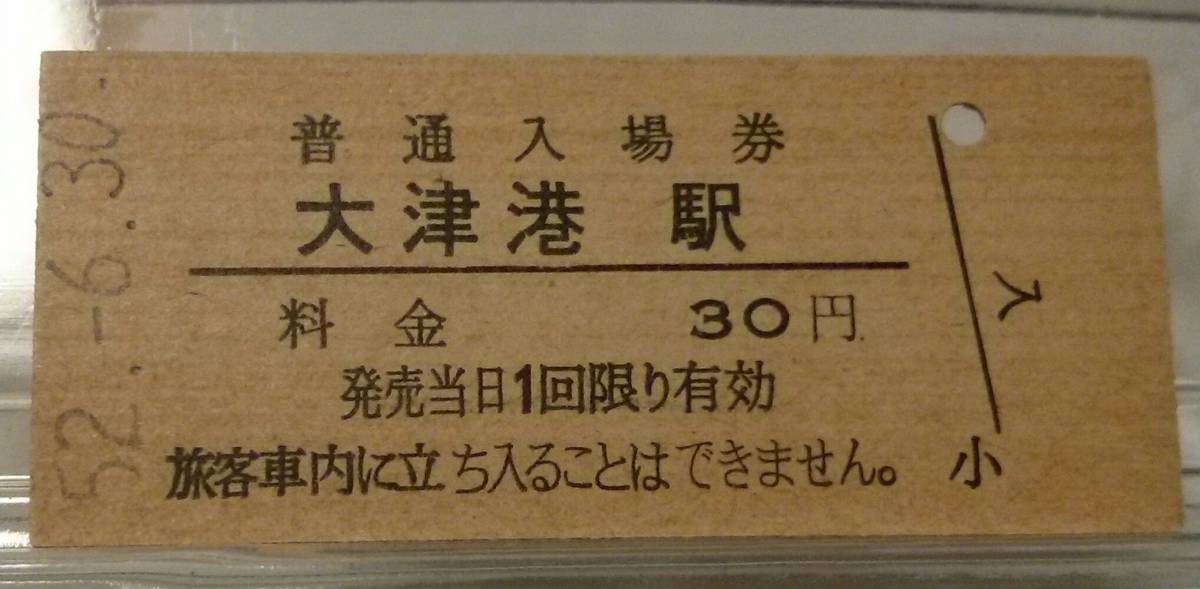 52.-6.30.
普通入場券
大津港駅
料金 30円
発売当日1回限り有効
旅客車内に立ち入ることはできません。
入
小